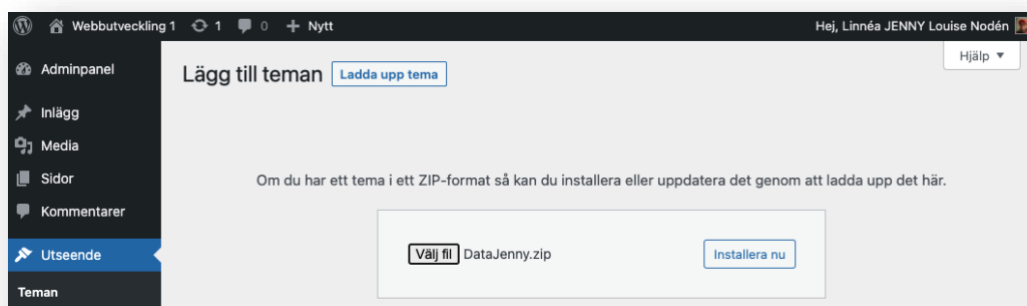 Webbutveckling 1 1 0 + Nytt Hej, Linnéa JENNY Louise Nodén
Hjälp ▼
Adminpanel
Inlägg
Media
Sidor
Kommentarer
Utseende
Teman
Lägg till teman Ladda upp tema
Om du har ett tema i ett ZIP-format så kan du installera eller uppdatera det genom att ladda upp det här.
Välj fil DataJenny.zip Installera nu